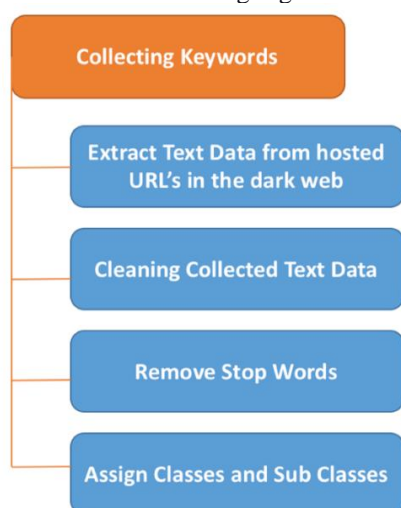 Collecting Keywords
Extract Text Data from hosted
URL's in the dark web
Cleaning Collected Text Data
Remove Stop Words
Assign Classes and Sub Classes